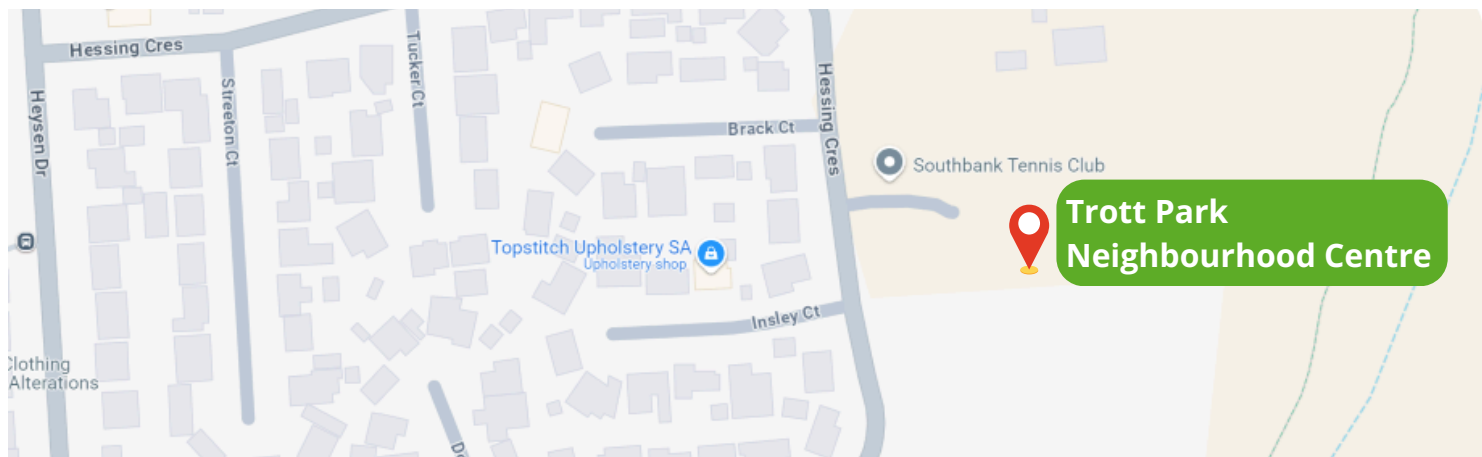 Hessing Cres
Heysen Dr
Streeton Ct
Tucker Ct
Hessing Cres
Brack Ct
Southbank Tennis Club
Trott Park
Neighbourhood Centre
Topstitch Upholstery SA
Upholstery shop
Insley Ct
Clothing
Alterations